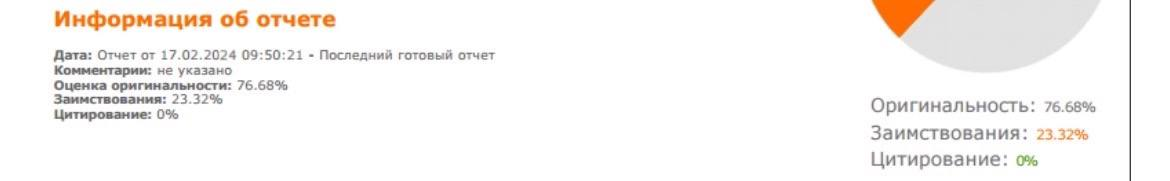 Информация об отчете
Дата: Отчет от 17.02.2024 09:50:21 - Последний готовый отчет
Комментарии: не указано
Оценка оригинальности: 76.68%
Заимствования: 23.32%
Цитирование: 0%
Оригинальность: 76.68%
Заимствования: 23.32%
Цитирование: 0%